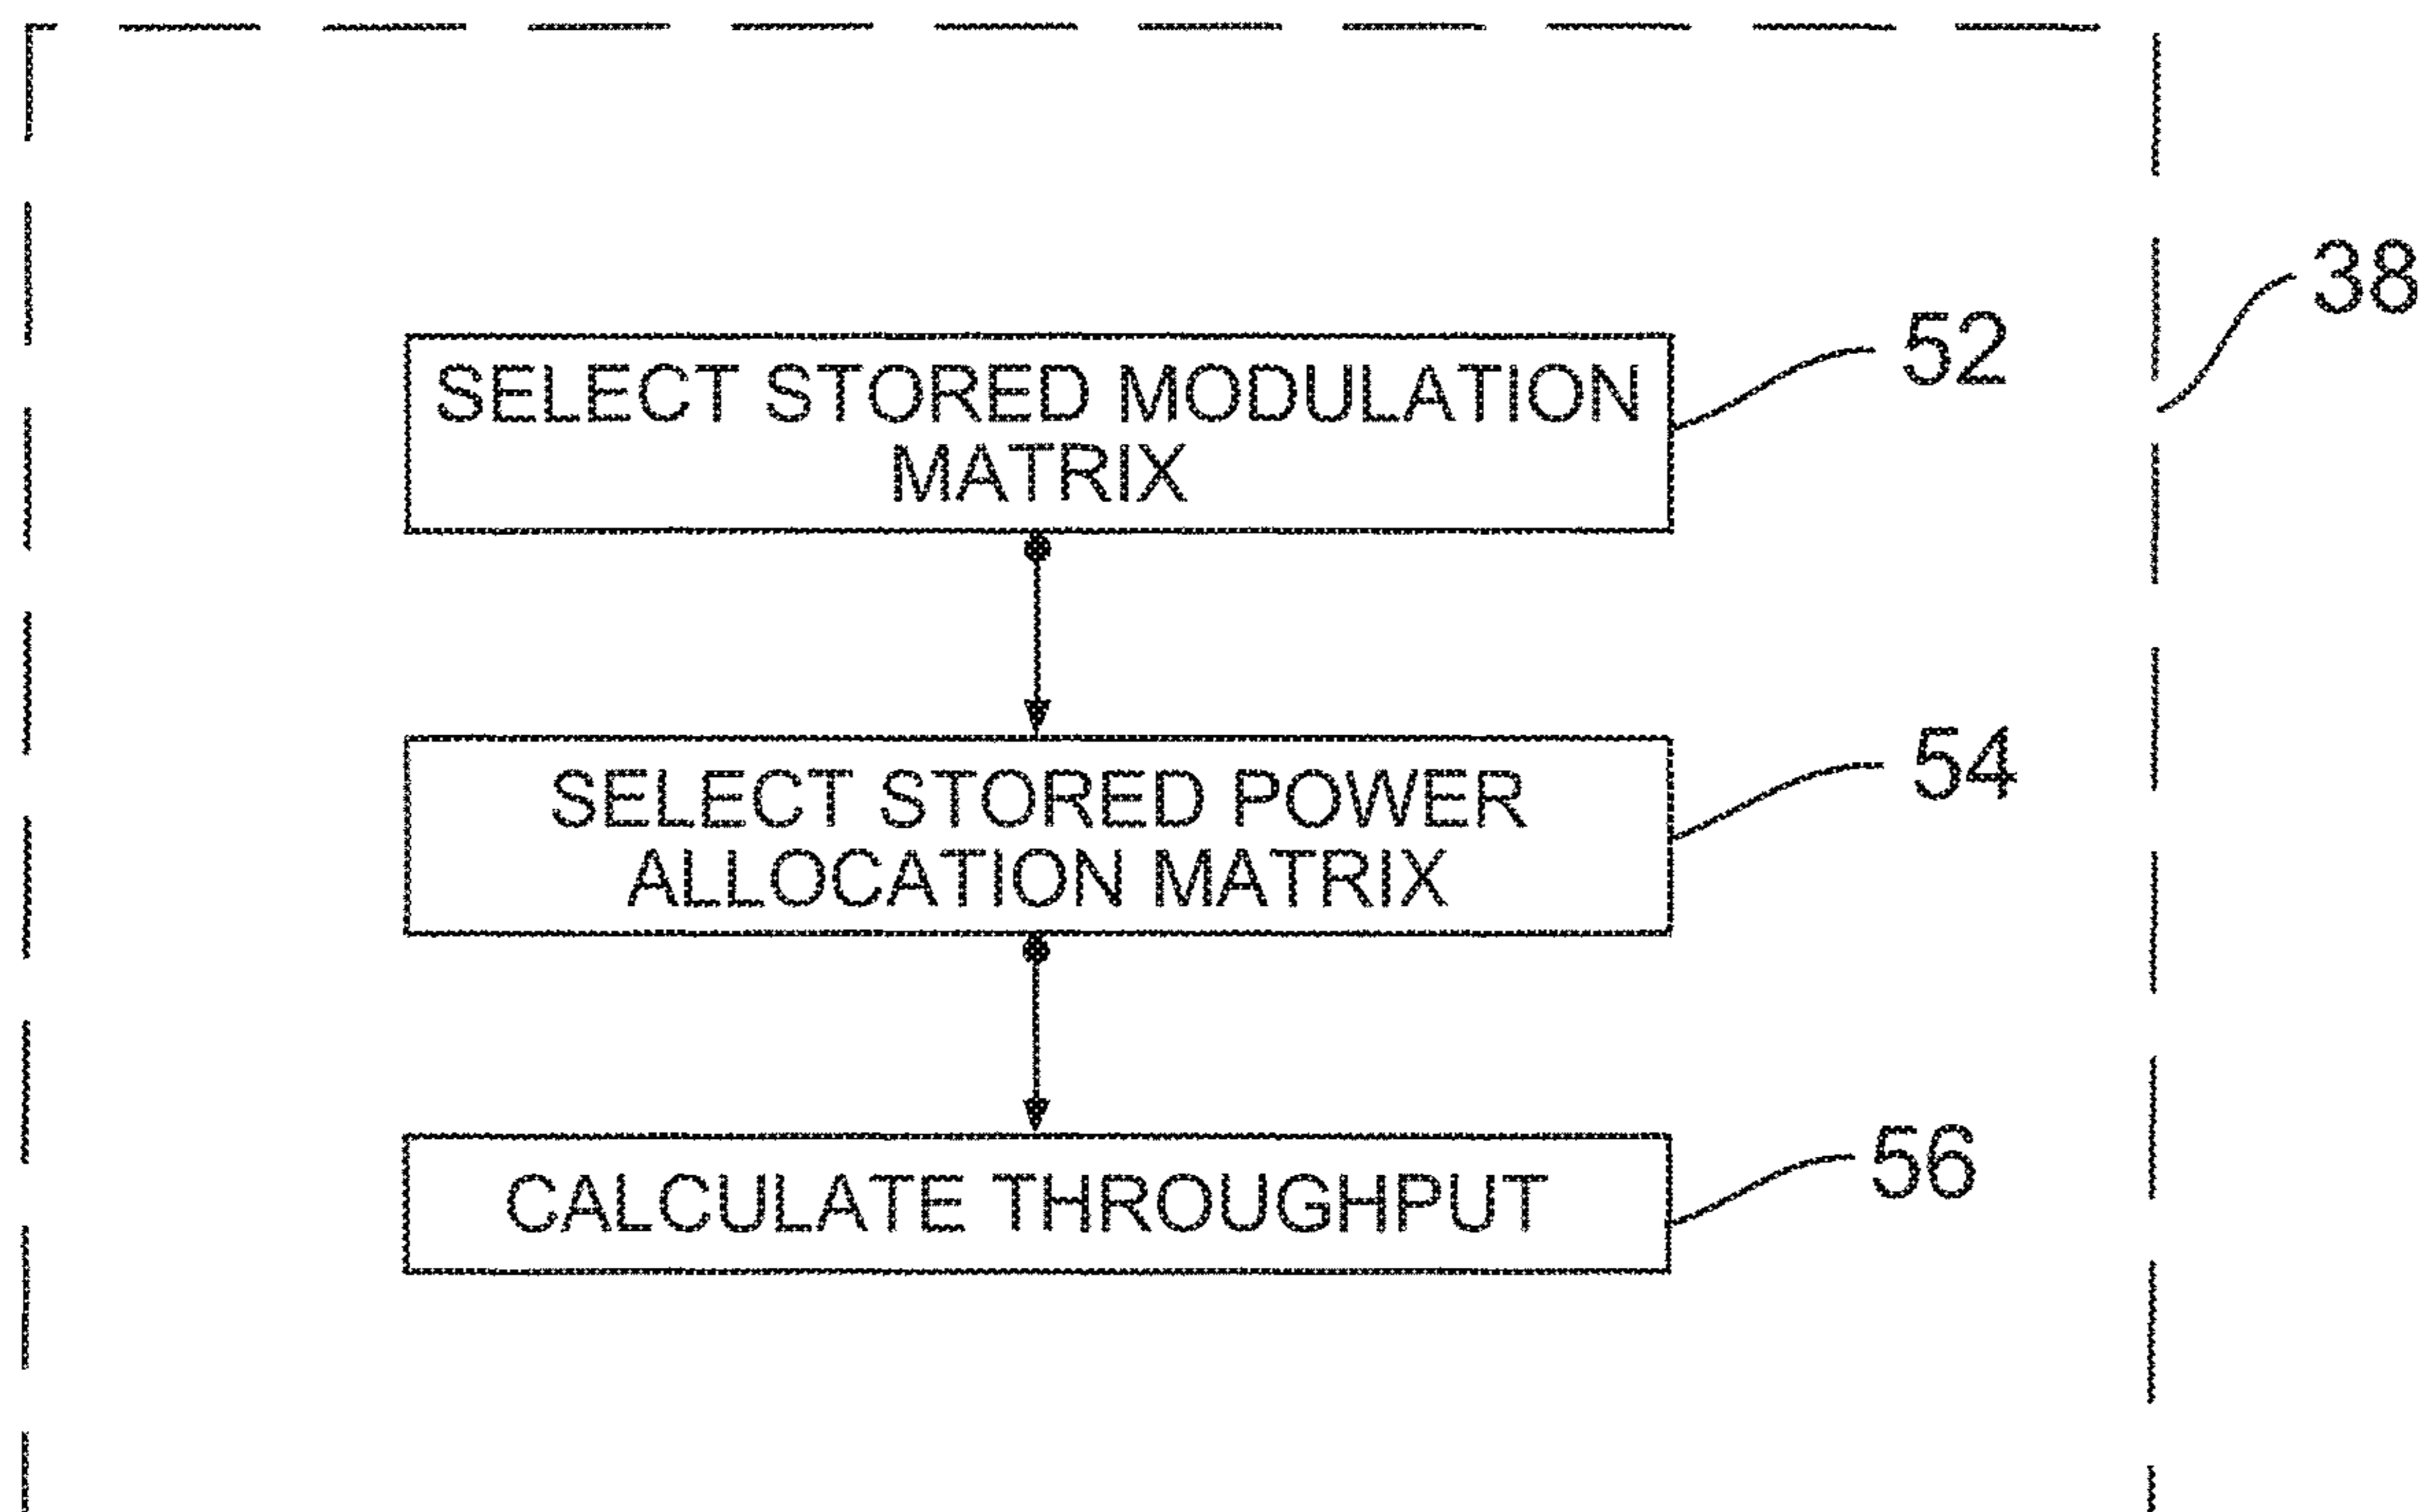 38
SELECT STORED MODULATION
MATRIX
52
SELECT STORED POWER
ALLOCATION MATRIX
54
CALCULATE THROUGHPUT
56